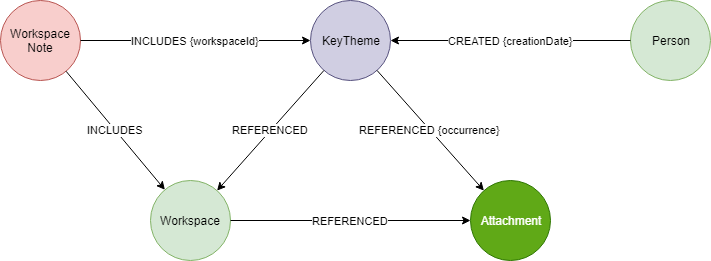 Workspace
Note
INCLUDES {workspaceId}
KeyTheme
CREATED {creationDate}
Person
INCLUDES
REFERENCED
REFERENCED {occurrence}
Workspace
REFERENCED
Attachment